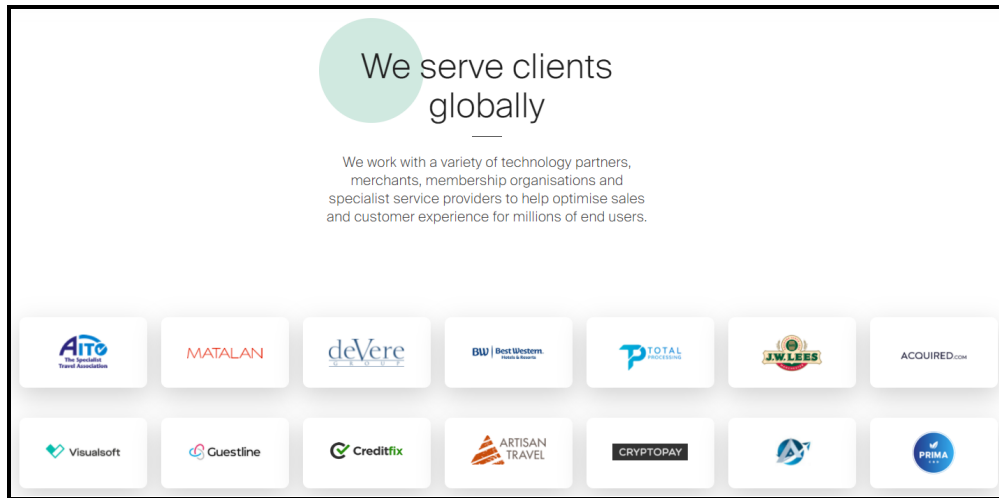 We serve clients
globally
We work with a variety of technology partners,
merchants, membership organisations and
specialist service providers to help optimise sales
and customer experience for millions of end users.
AITO
The Specialist
Travel Association
MATALAN
deVere
GROUP
BW Best Western.
Hotels & Resorts
TP TOTAL
PROCESSING
J.W.LEES
ACQUIRED.COM
Visualsoft
Guestline
Creditfix
ARTISAN
TRAVEL
CRYPTOPAY
PRIMA